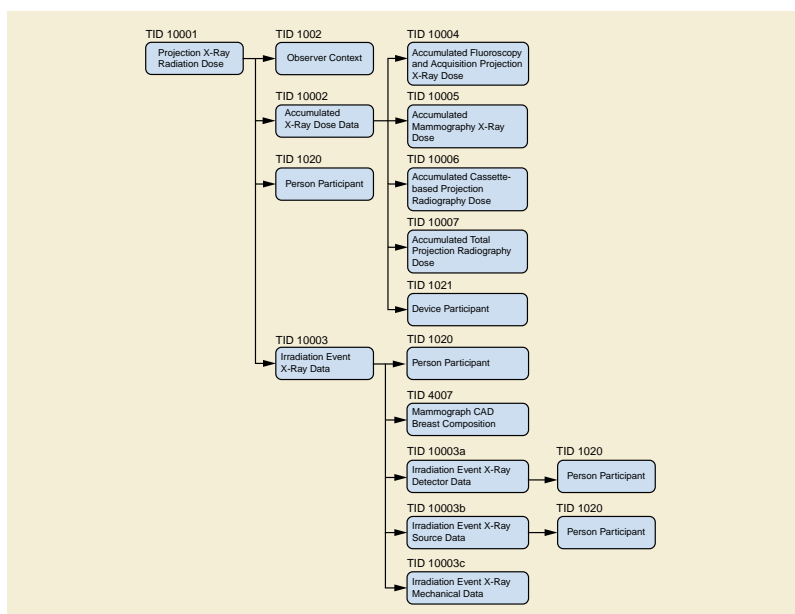 TID 10001
Projection X-Ray
Radiation Dose
TID 1002
Observer Context
TID 10002
Accumulated
X-Ray Dose Data
TID 1020
Person Participant
TID 10003
Irradiation Event
X-Ray Data
TID 10004
Accumulated Fluoroscopy
and Acquisition Projection
X-Ray Dose
TID 10005
Accumulated
Mammography X-Ray
Dose
TID 10006
Accumulated Cassette-
based Projection
Radiography Dose
TID 10007
Accumulated Total
Projection Radiography
Dose
TID 1021
Device Participant
TID 1020
Person Participant
TID 4007
Mammograph CAD
Breast Composition
TID 10003a
Irradiation Event X-Ray
Detector Data
TID 1020
Person Participant
TID 10003b
Irradiation Event X-Ray
Source Data
TID 1020
Person Participant
TID 10003c
Irradiation Event X-Ray
Mechanical Data